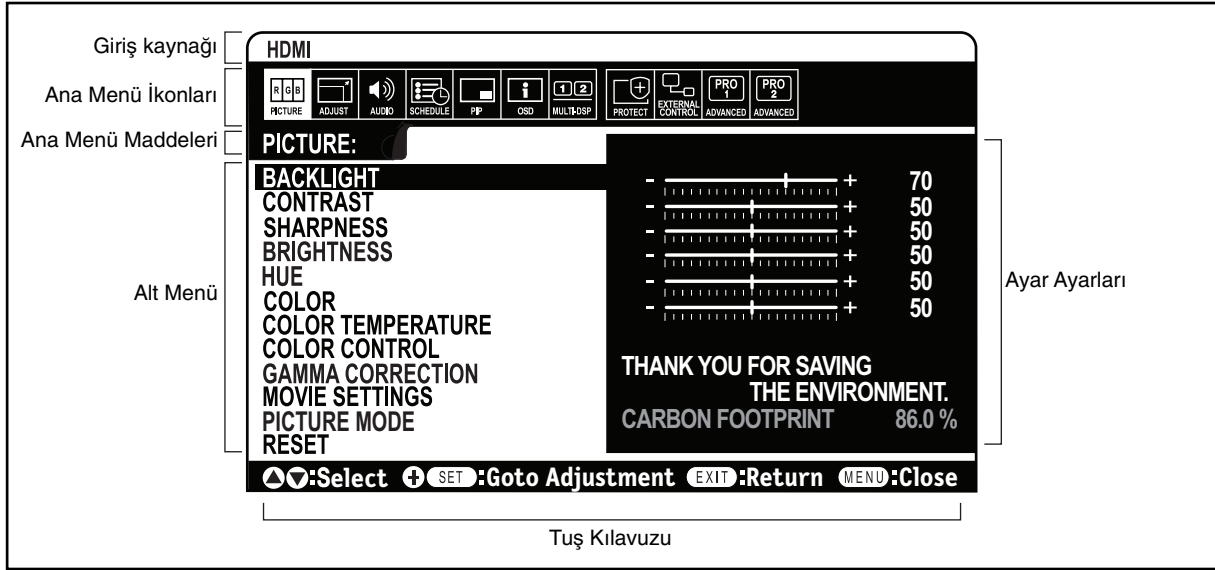 Giriş kaynağı
HDMI
Ana Menü İkonları
R G B
PICTURE
ADJUST
AUDIO
SCHEDULE
PIP
i
OSD
1 2
MULTI-DSP
PROTECT
EXTERNAL
CONTROL
PRO
1
ADVANCED
PRO
2
ADVANCED
Ana Menü Maddeleri
PICTURE:
Alt Menü
BACKLIGHT - + 70
CONTRAST - + 50
SHARPNESS - + 50
BRIGHTNESS - + 50
HUE - + 50
COLOR - + 50
COLOR TEMPERATURE
COLOR CONTROL
GAMMA CORRECTION
MOVIE SETTINGS
PICTURE MODE
RESET
THANK YOU FOR SAVING
THE ENVIRONMENT.
CARBON FOOTPRINT 86.0 %
Ayar Ayarları
:Select + SET :Goto Adjustment EXIT :Return MENU :Close
Tuş Kılavuzu